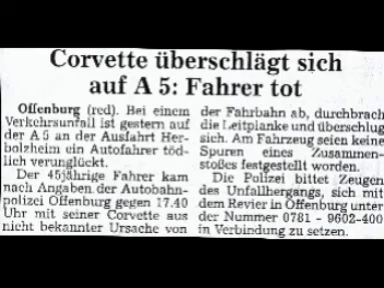 Corvette überschlägt sich
auf A 5: Fahrer tot
Offenburg (red). Bei einem
Verkehrsunfall ist gestern auf
der A 5 an der Ausfahrt Her-
bolzheim ein Autofahrer töd-
lich verunglückt.
Der 45jährige Fahrer kam
nach Angaben der Autobahn-
polizei Offenburg gegen 17.40
Uhr mit seiner Corvette aus
nicht bekannter Ursache von
der Fahrbahn ab, durchbrach
die Leitplanke und überschlug
sich. Am Fahrzeug seien keine
Spuren eines Zusammen-
stoßes festgestellt worden.
Die Polizei bittet Zeugen
des Unfallhergangs, sich mit
dem Revier in Offenburg unter
der Nummer 0781 - 9602-400
in Verbindung zu setzen.